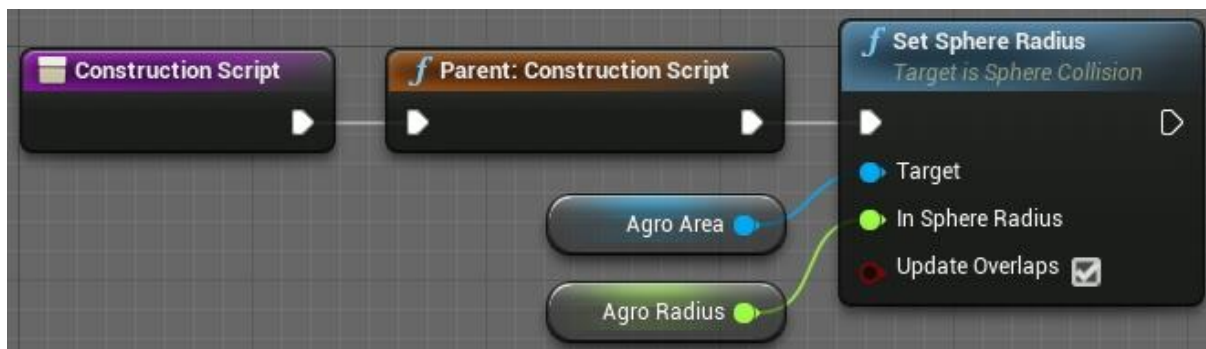 Construction Script
Parent: Construction Script
Set Sphere Radius
Target is Sphere Collision
Target
In Sphere Radius
Update Overlaps
Agro Area
Agro Radius